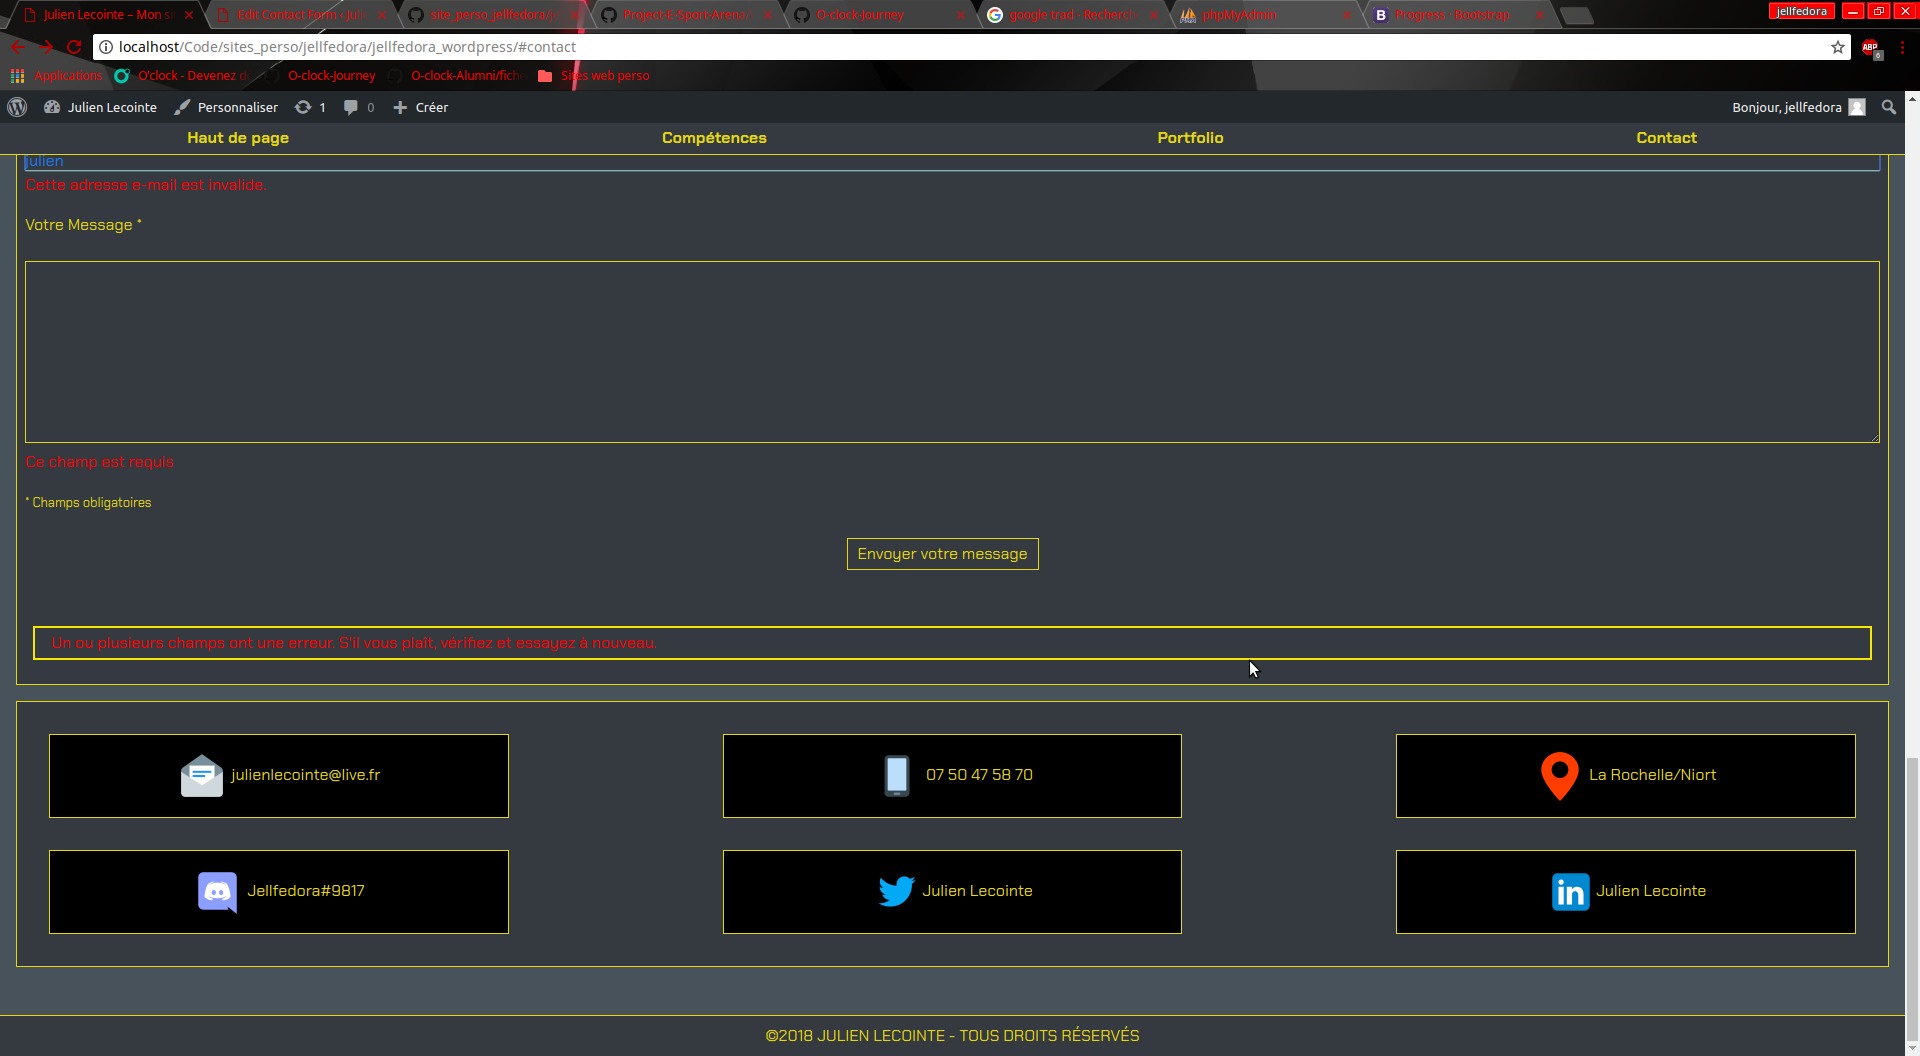 Julien Lecointe – Mon s
Edit Contact Form ‹ Juli
site_perso_jellfedora/je
Project-E-Sport-Arena/
O-clock-Journey
google trad - Recherch
phpMyAdmin
Progress · Bootstrap
jellfedora
localhost/Code/sites_perso/jellfedora/jellfedora_wordpress/#contact
ABP
6
Applications
O'clock - Devenez d
O-clock-Journey
O-clock-Alumni/fich
Sites web perso
Julien Lecointe
Personnaliser
1
0
Créer
Bonjour, jellfedora
Haut de page
Compétences
Portfolio
Contact
julien
Cette adresse e-mail est invalide.
Votre Message *
Ce champ est requis
* Champs obligatoires
Envoyer votre message
Un ou plusieurs champs ont une erreur. S'il vous plaît, vérifiez et essayez à nouveau.
julienlecointe@live.fr
07 50 47 58 70
La Rochelle/Niort
Jellfedora#9817
Julien Lecointe
in Julien Lecointe
©2018 JULIEN LECOINTE - TOUS DROITS RÉSERVÉS